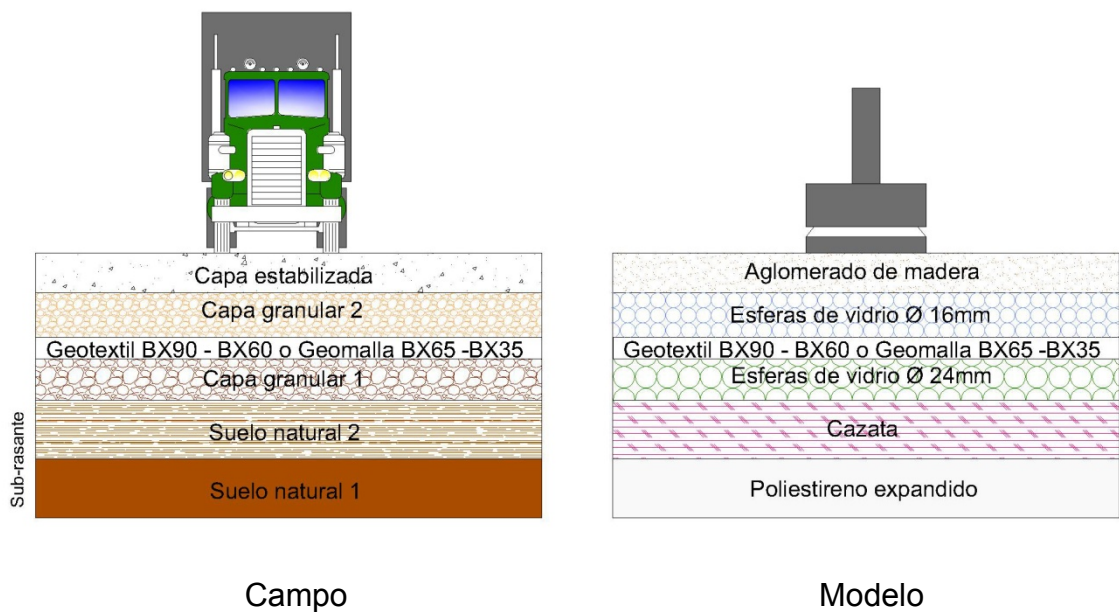 Capa estabilizada
Capa granular 2
Geotextil BX90 - BX60 o Geomalla BX65 -BX35
Capa granular 1
Suelo natural 2
Suelo natural 1
Sub-rasante
Campo
Aglomerado de madera
Esferas de vidrio Ø 16mm
Geotextil BX90 - BX60 o Geomalla BX65 -BX35
Esferas de vidrio Ø 24mm
Cazata
Poliestireno expandido
Modelo